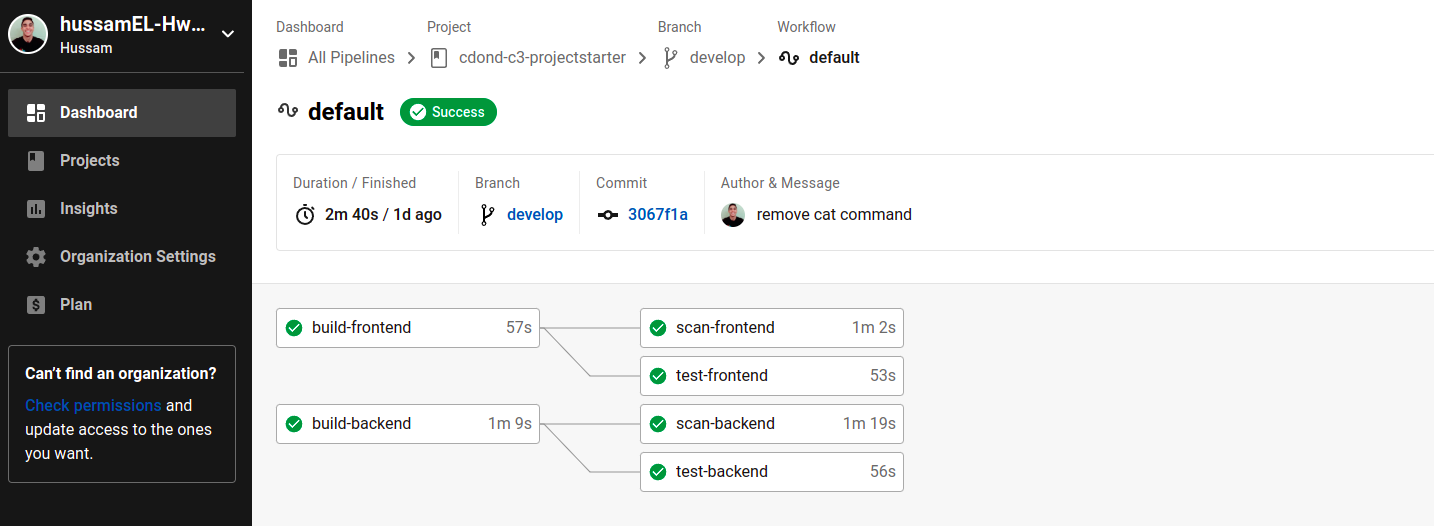 hussamEL-Hw...
Hussam
Dashboard
Projects
Insights
Organization Settings
Plan
Can't find an organization?
Check permissions and
update access to the ones
you want.
Dashboard Project Branch Workflow
All Pipelines cdond-c3-projectstarter develop default
default Success
Duration / Finished Branch Commit Author & Message
2m 40s / 1d ago develop 3067f1a remove cat command
build-frontend 57s scan-frontend 1m 2s
test-frontend 53s
build-backend 1m 9s scan-backend 1m 19s
test-backend 56s